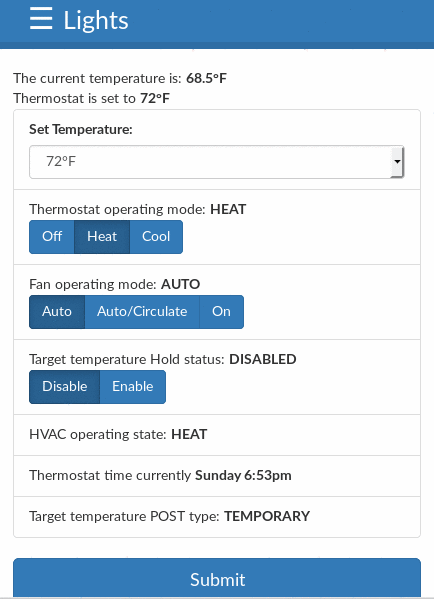 ☰ Lights
The current temperature is: 68.5°F
Thermostat is set to 72°F
Set Temperature:
72°F
Thermostat operating mode: HEAT
Off Heat Cool
Fan operating mode: AUTO
Auto Auto/Circulate On
Target temperature Hold status: DISABLED
Disable Enable
HVAC operating state: HEAT
Thermostat time currently Sunday 6:53pm
Target temperature POST type: TEMPORARY
Submit